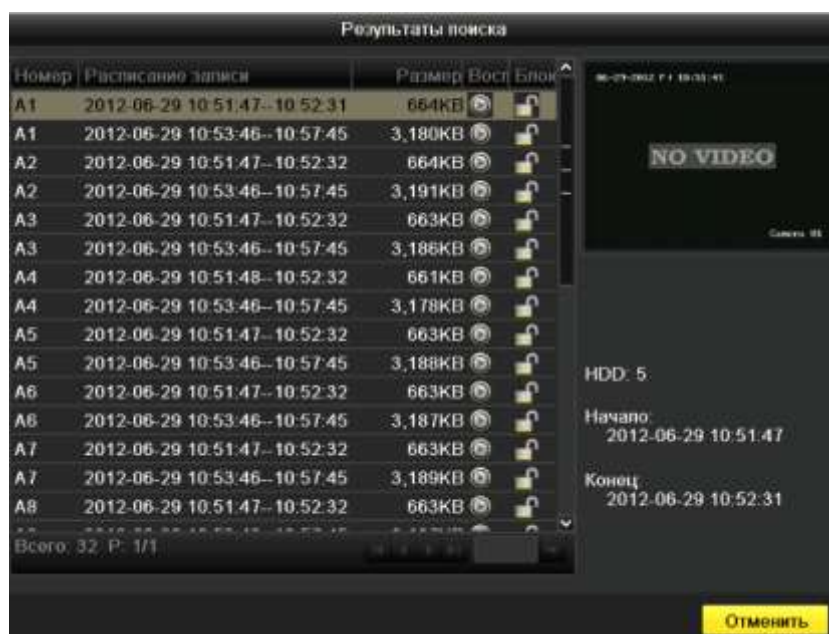 Результаты поиска
Номер Расписание записи Размер Восп Блок
A1 2012-06-29 10:51:47--10:52:31 664KB
A1 2012-06-29 10:53:46--10:57:45 3,180KB
A2 2012-06-29 10:51:47--10:52:32 664KB
A2 2012-06-29 10:53:46--10:57:45 3,191KB
A3 2012-06-29 10:51:47--10:52:32 663KB
A3 2012-06-29 10:53:46--10:57:45 3,186KB
A4 2012-06-29 10:51:48--10:52:32 661KB
A4 2012-06-29 10:53:46--10:57:45 3,178KB
A5 2012-06-29 10:51:47--10:52:32 663KB
A5 2012-06-29 10:53:46--10:57:45 3,188KB
A6 2012-06-29 10:51:47--10:52:32 663KB
A6 2012-06-29 10:53:46--10:57:45 3,187KB
A7 2012-06-29 10:51:47--10:52:32 663KB
A7 2012-06-29 10:53:46--10:57:45 3,189KB
A8 2012-06-29 10:51:47--10:52:32 663KB
Всего: 32 P: 1/1
06-29-2012 Fri 10:51:41
NO VIDEO
Camera 01
HDD: 5
Начало:
2012-06-29 10:51:47
Конец:
2012-06-29 10:52:31
Отменить